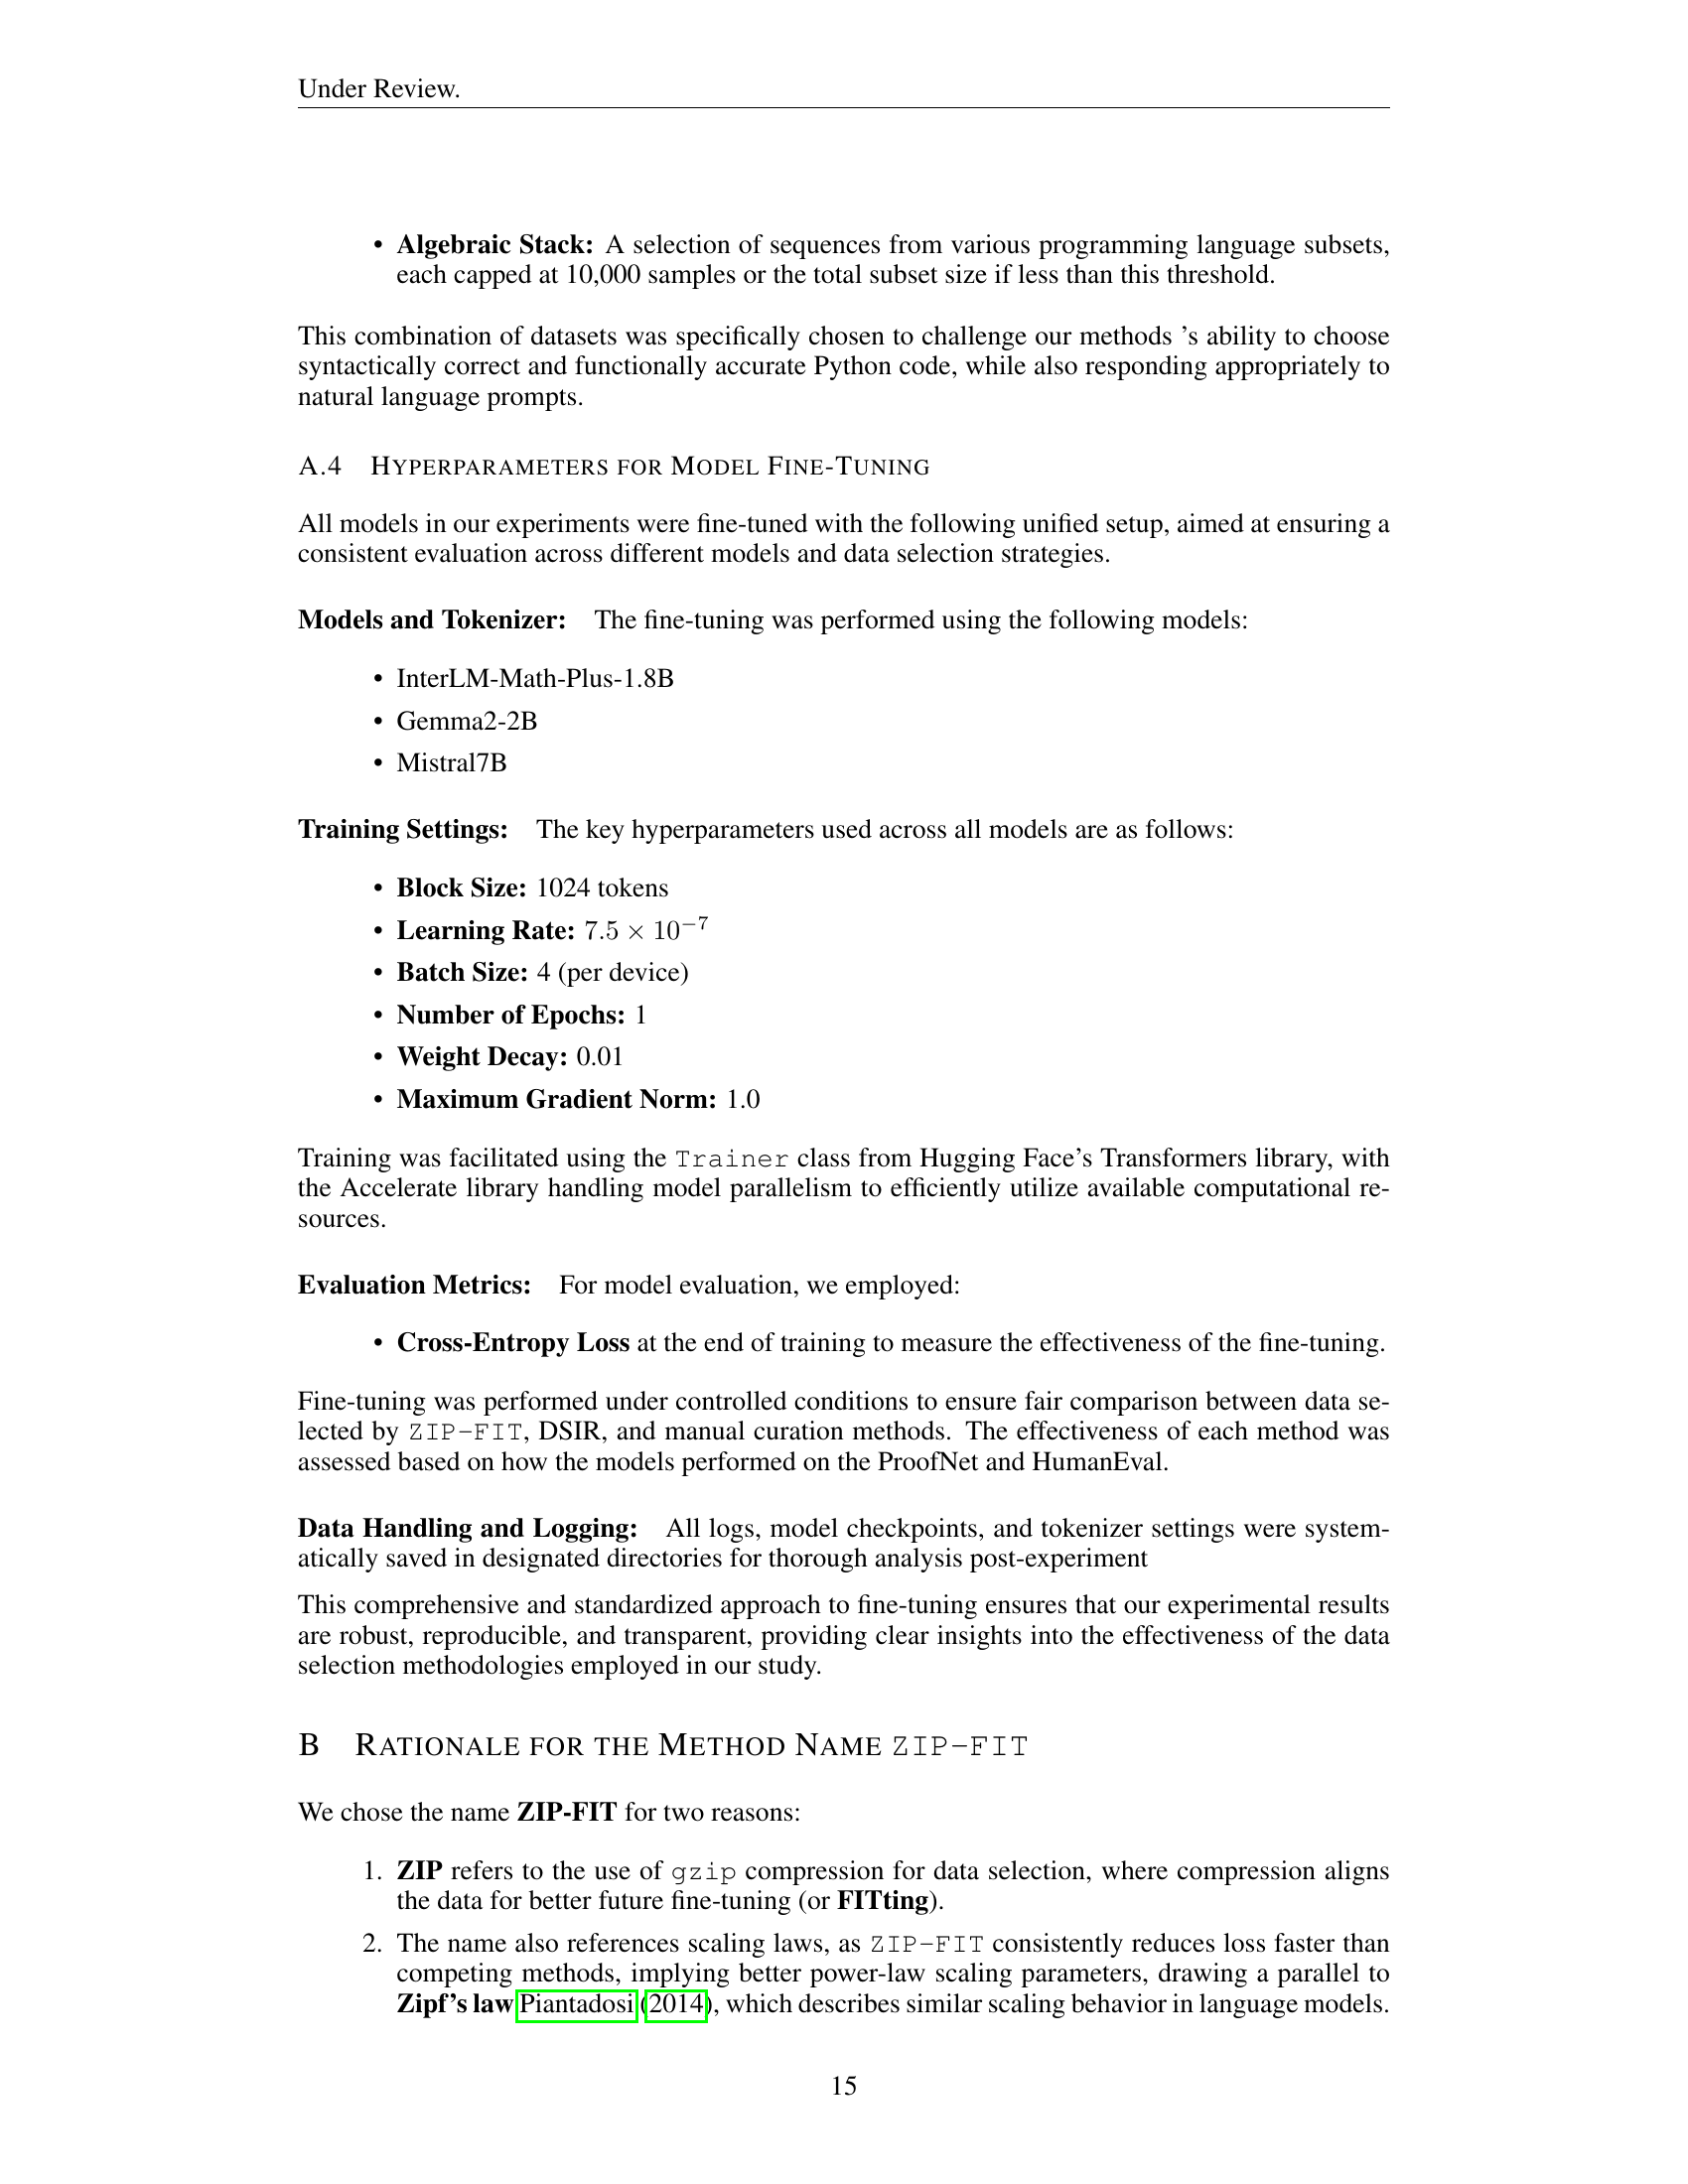 Under Review.
• Algebraic Stack: A selection of sequences from various programming language subsets,
each capped at 10,000 samples or the total subset size if less than this threshold.
This combination of datasets was specifically chosen to challenge our methods 's ability to choose
syntactically correct and functionally accurate Python code, while also responding appropriately to
natural language prompts.
A.4 HYPERPARAMETERS FOR MODEL FINE-TUNING
All models in our experiments were fine-tuned with the following unified setup, aimed at ensuring a
consistent evaluation across different models and data selection strategies.
Models and Tokenizer: The fine-tuning was performed using the following models:
• InterLM-Math-Plus-1.8B
• Gemma2-2B
• Mistral7B
Training Settings: The key hyperparameters used across all models are as follows:
• Block Size: 1024 tokens
• Learning Rate: 7.5 × 10⁻⁷
• Batch Size: 4 (per device)
• Number of Epochs: 1
• Weight Decay: 0.01
• Maximum Gradient Norm: 1.0
Training was facilitated using the Trainer class from Hugging Face's Transformers library, with
the Accelerate library handling model parallelism to efficiently utilize available computational re-
sources.
Evaluation Metrics: For model evaluation, we employed:
• Cross-Entropy Loss at the end of training to measure the effectiveness of the fine-tuning.
Fine-tuning was performed under controlled conditions to ensure fair comparison between data se-
lected by ZIP-FIT, DSIR, and manual curation methods. The effectiveness of each method was
assessed based on how the models performed on the ProofNet and HumanEval.
Data Handling and Logging: All logs, model checkpoints, and tokenizer settings were system-
atically saved in designated directories for thorough analysis post-experiment
This comprehensive and standardized approach to fine-tuning ensures that our experimental results
are robust, reproducible, and transparent, providing clear insights into the effectiveness of the data
selection methodologies employed in our study.
B RATIONALE FOR THE METHOD NAME ZIP-FIT
We chose the name ZIP-FIT for two reasons:
1. ZIP refers to the use of gzip compression for data selection, where compression aligns
the data for better future fine-tuning (or FITting).
2. The name also references scaling laws, as ZIP-FIT consistently reduces loss faster than
competing methods, implying better power-law scaling parameters, drawing a parallel to
Zipf's law Piantadosi (2014), which describes similar scaling behavior in language models.
15